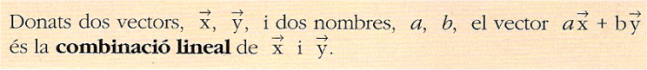 Donats dos vectors, x⃗, y⃗, i dos nombres, a, b, el vector ax⃗ + by⃗
és la combinació lineal de x⃗ i y⃗.